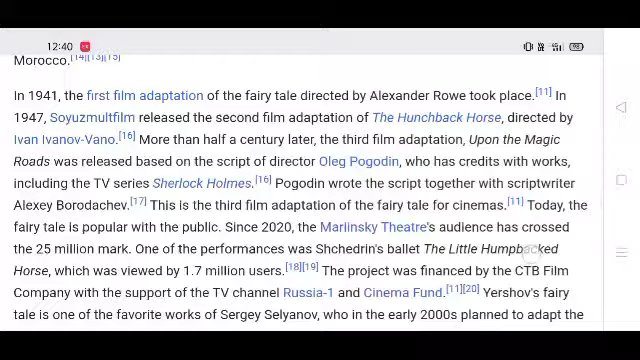 12:40
Morocco.[14][13][15]
In 1941, the first film adaptation of the fairy tale directed by Alexander Rowe took place.[11] In
1947, Soyuzmultfilm released the second film adaptation of The Hunchback Horse, directed by
Ivan Ivanov-Vano.[16] More than half a century later, the third film adaptation, Upon the Magic
Roads was released based on the script of director Oleg Pogodin, who has credits with works,
including the TV series Sherlock Holmes.[16] Pogodin wrote the script together with scriptwriter
Alexey Borodachev.[17] This is the third film adaptation of the fairy tale for cinemas.[11] Today, the
fairy tale is popular with the public. Since 2020, the Mariinsky Theatre's audience has crossed
the 25 million mark. One of the performances was Shchedrin's ballet The Little Humpbacked
Horse, which was viewed by 1.7 million users.[18][19] The project was financed by the CTB Film
Company with the support of the TV channel Russia-1 and Cinema Fund.[11][20] Yershov's fairy
tale is one of the favorite works of Sergey Selyanov, who in the early 2000s planned to adapt the